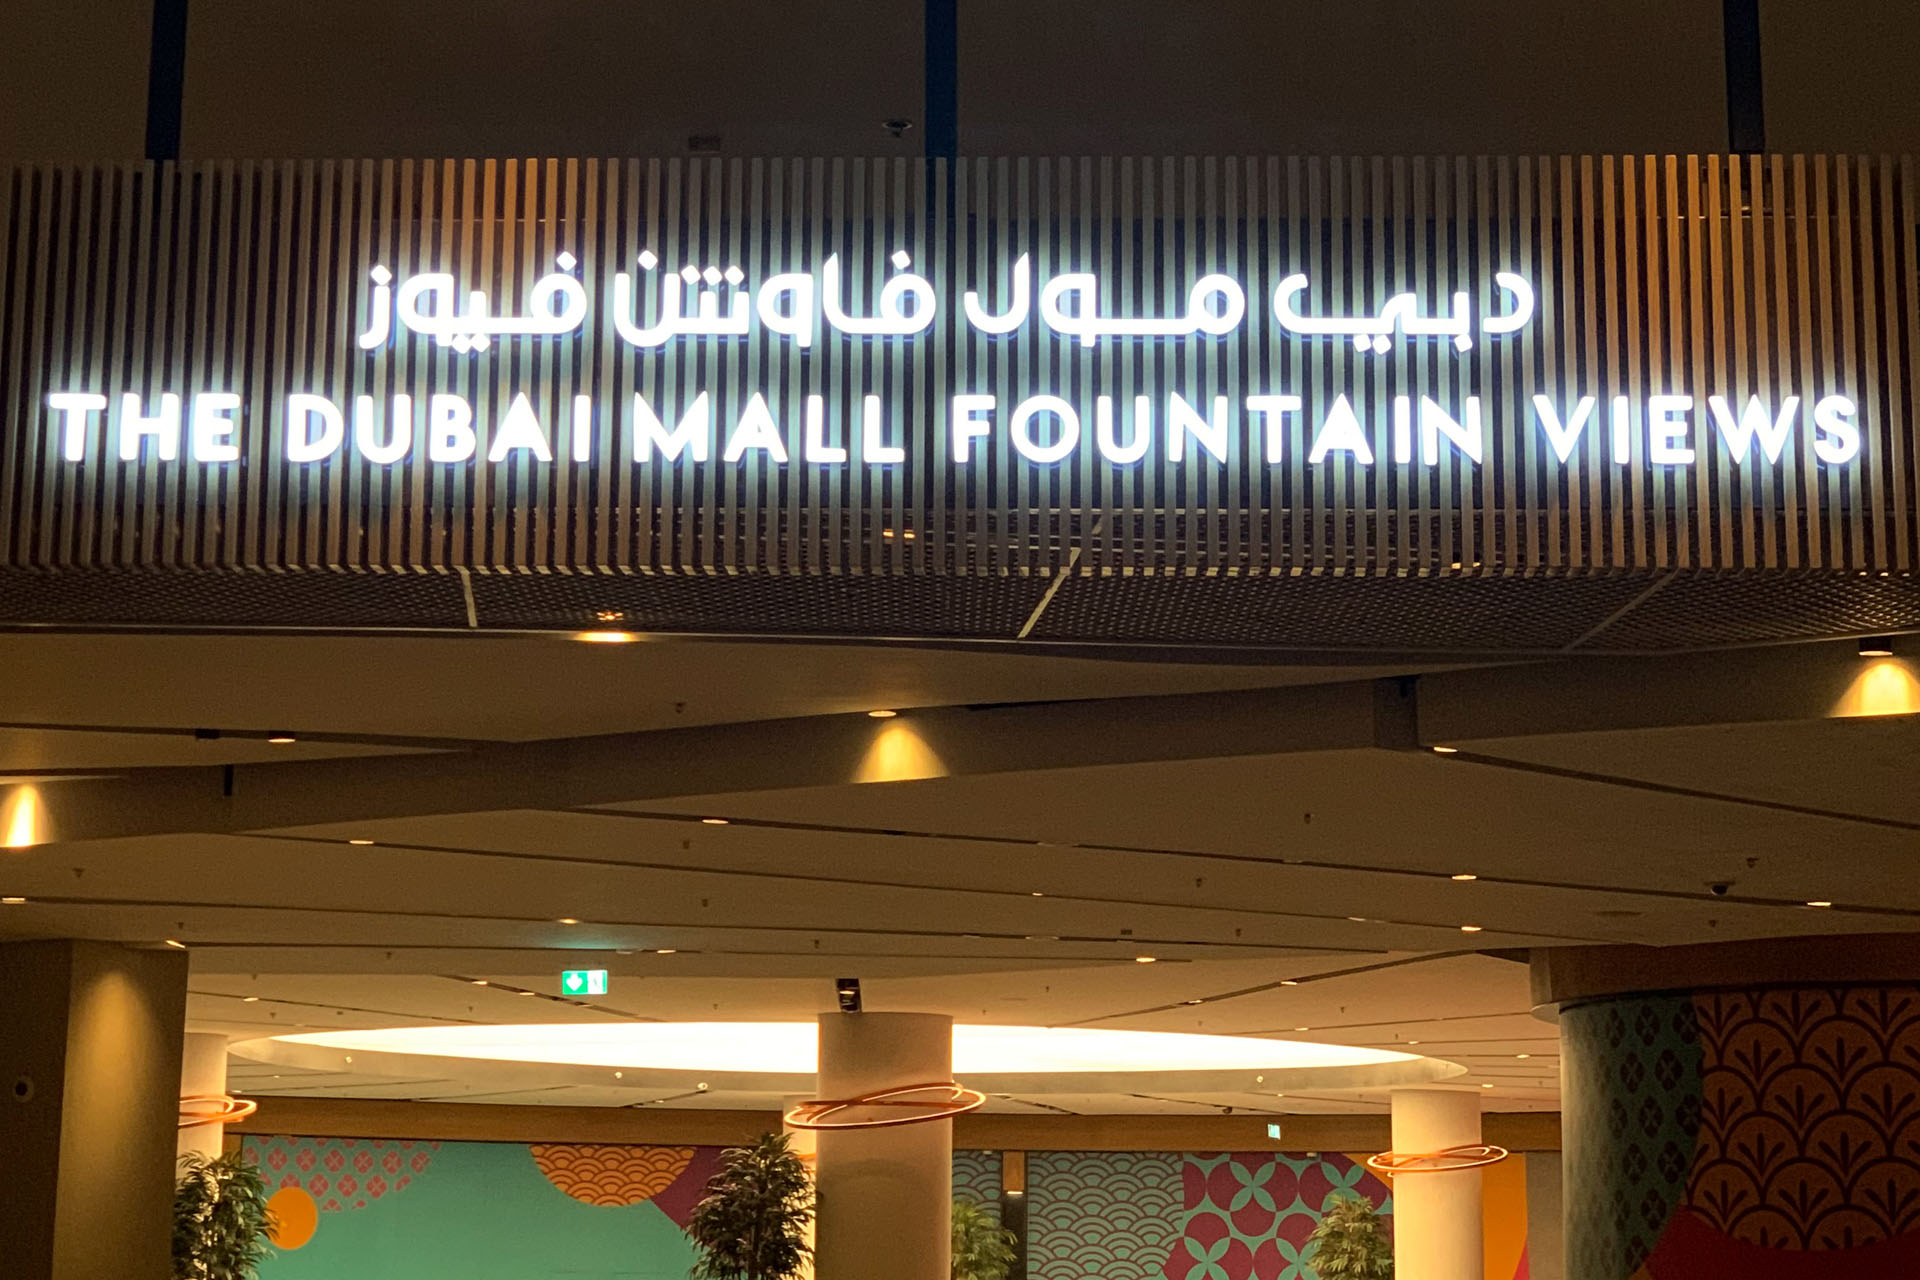 دبي مول فاونتن فيوز
THE DUBAI MALL FOUNTAIN VIEWS